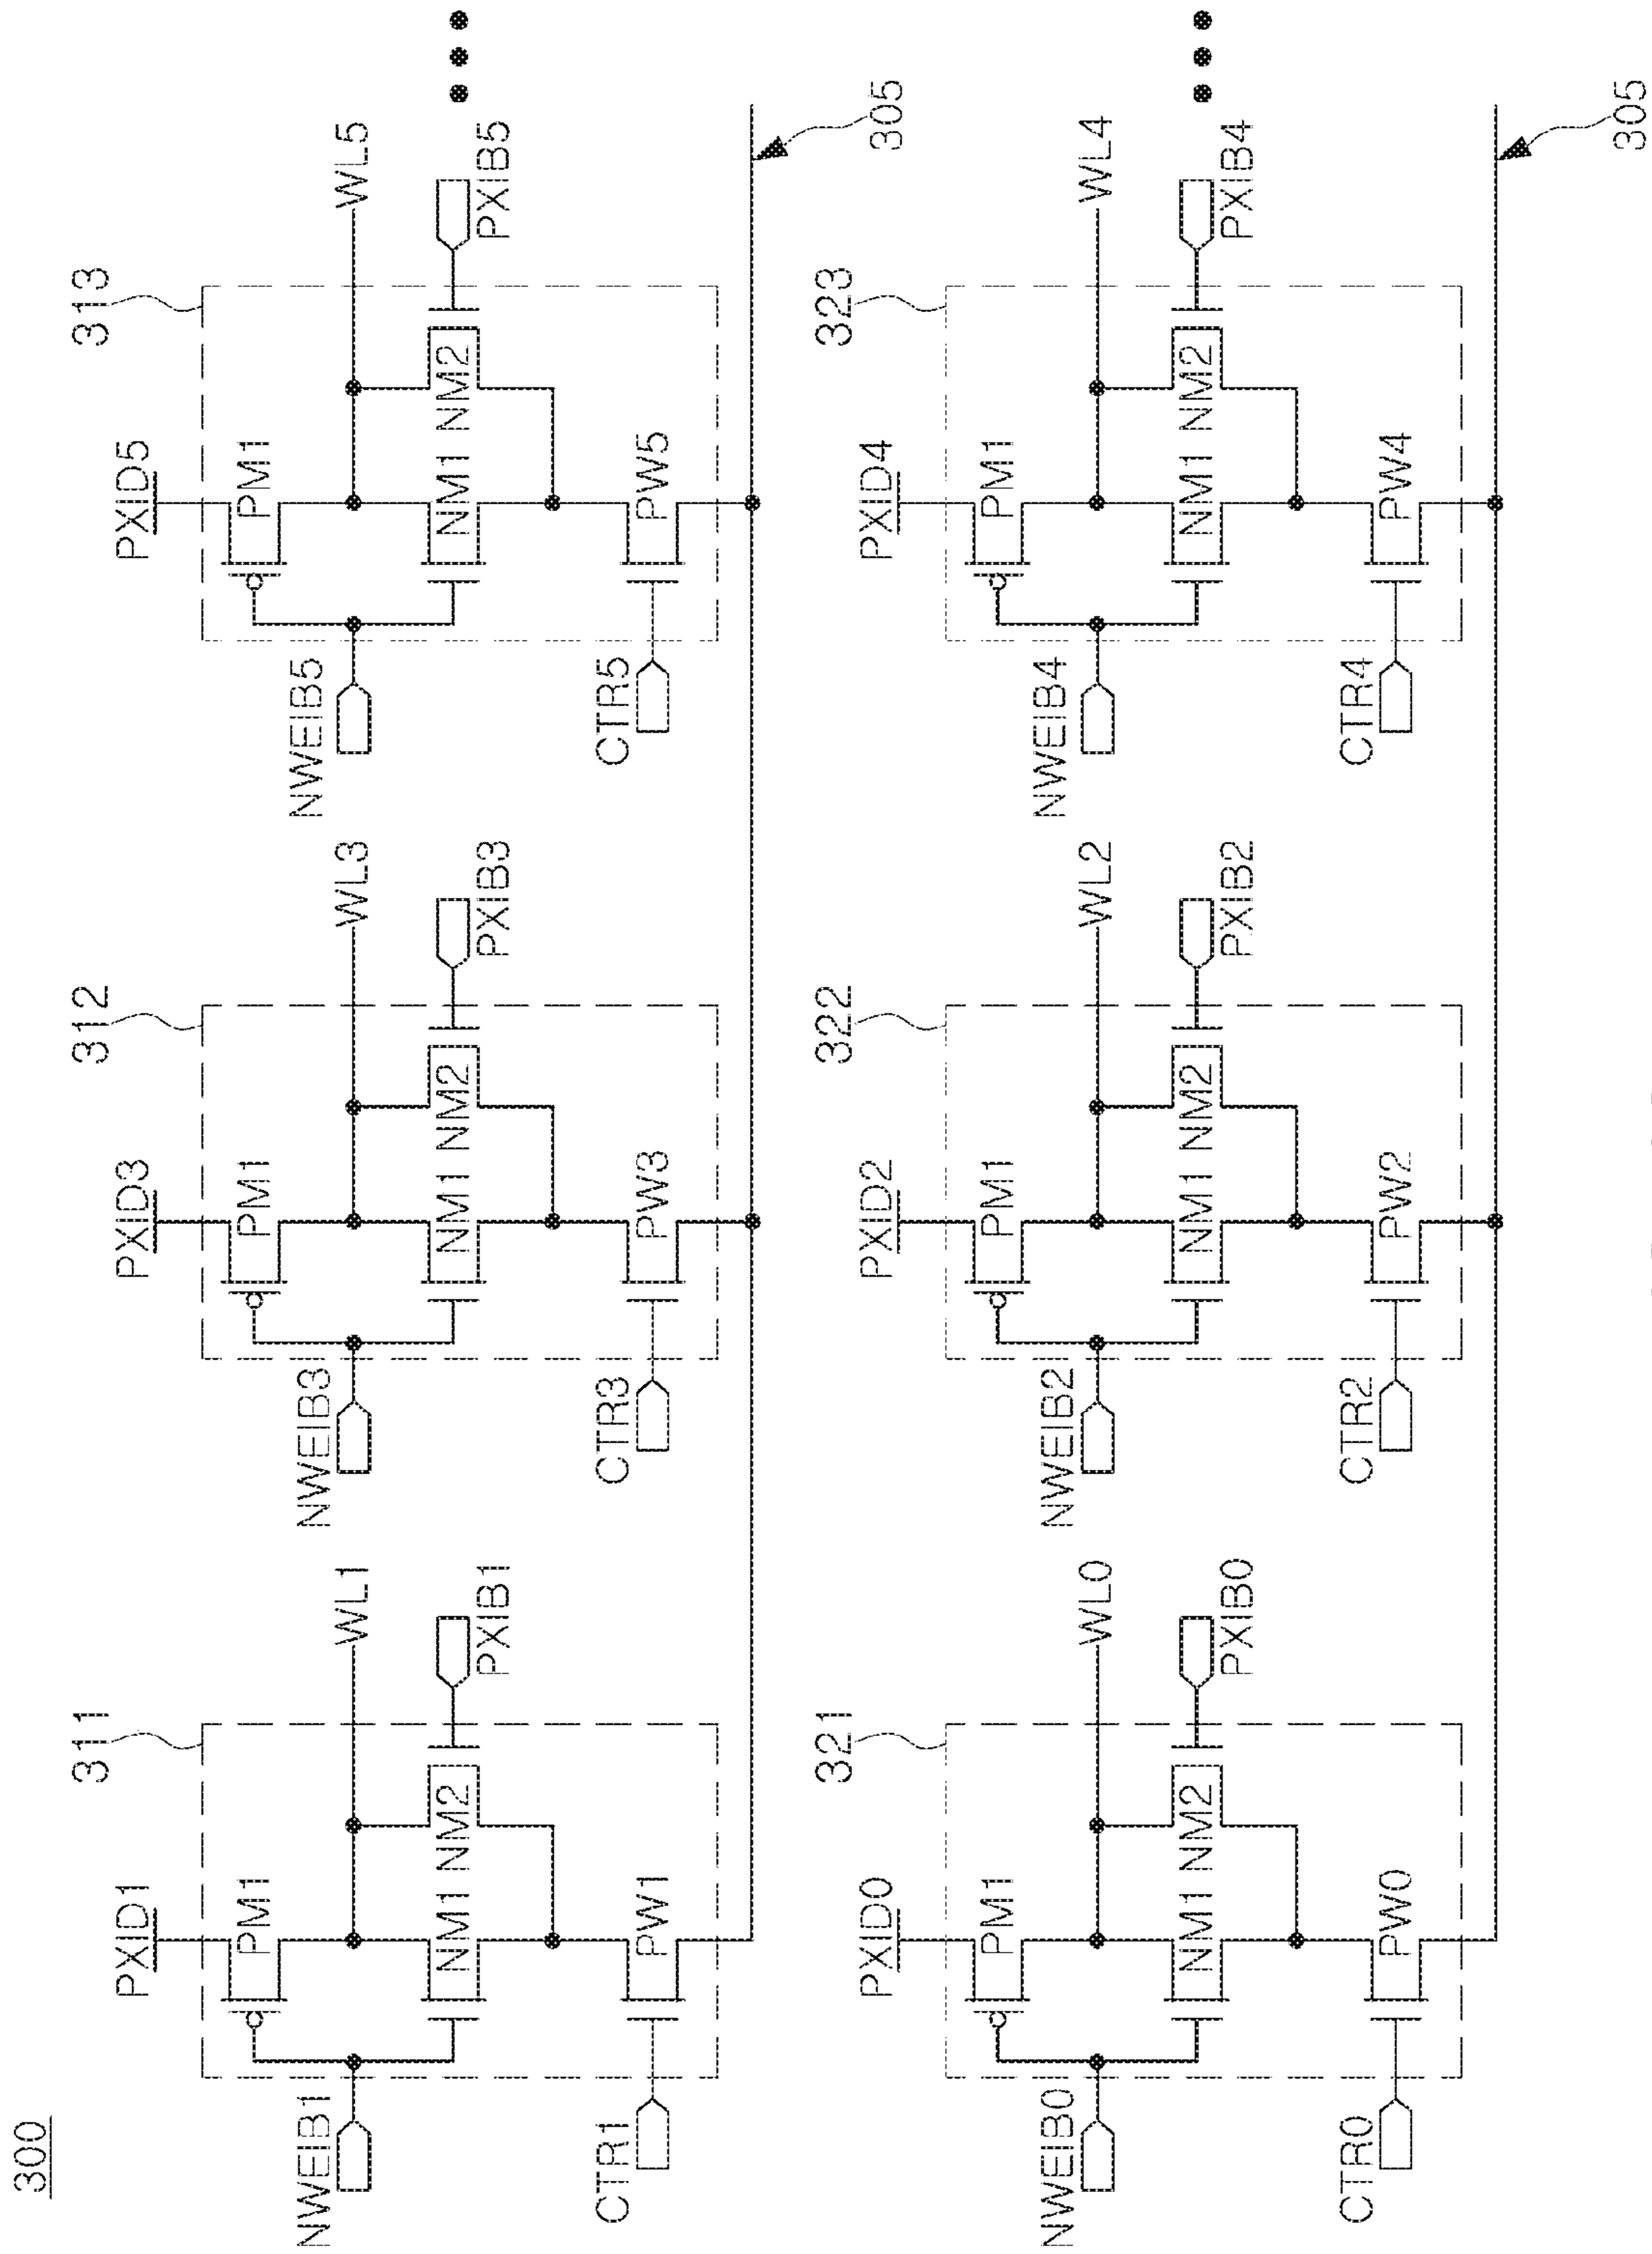 300
311
312
313
PXID1
PXID3
PXID5
PM1
PM1
PM1
NWEIB1
NWEIB3
NWEIB5
WL1
WL3
WL5
NM1 NM2
NM1 NM2
NM1 NM2
PXIB1
PXIB3
PXIB5
CTR1
CTR3
CTR5
PW1
PW3
PW5
305
321
322
323
PXID0
PXID2
PXID4
PM1
PM1
PM1
NWEIB0
NWEIB2
NWEIB4
WL0
WL2
WL4
NM1 NM2
NM1 NM2
NM1 NM2
PXIB0
PXIB2
PXIB4
CTR0
CTR2
CTR4
PW0
PW2
PW4
305